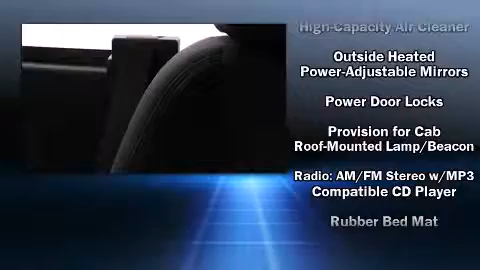 High-Capacity Air Cleaner
Outside Heated
Power-Adjustable Mirrors
Power Door Locks
Provision for Cab
Roof-Mounted Lamp/Beacon
Radio: AM/FM Stereo w/MP3
Compatible CD Player
Rubber Bed Mat